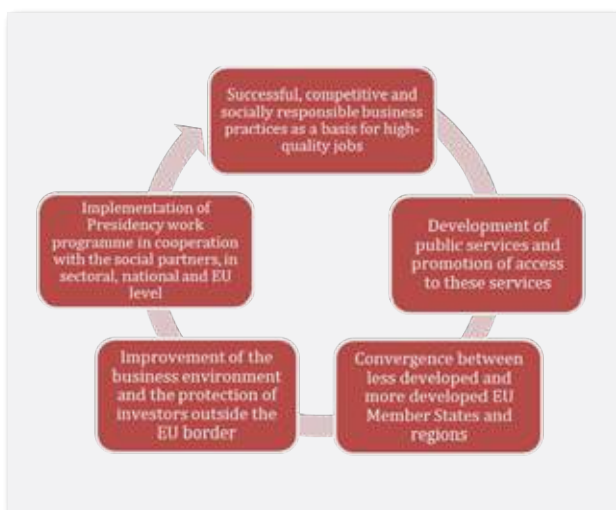 Successful, competitive and
socially responsible business
practices as a basis for high-
quality jobs
Development of
public services and
promotion of access
to these services
Convergence between
less developed and
more developed EU
Member States and
regions
Improvement of the
business environment
and the protection of
investors outside the
EU border
Implementation of
Presidency work
programme in cooperation
with the social partners, in
sectoral, national and EU
level